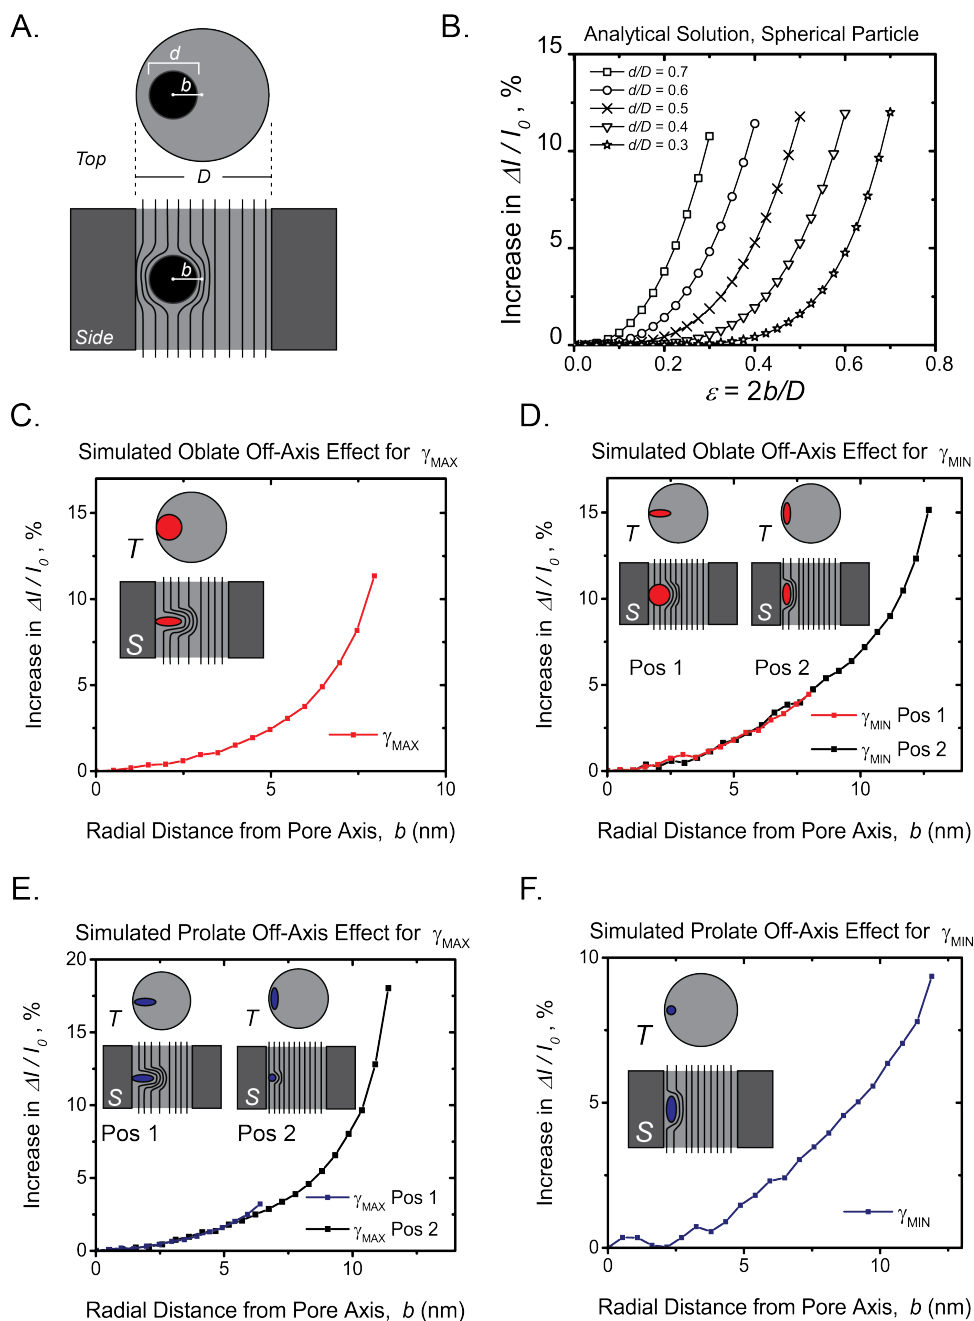 A.
d
b
Top
D
b
Side
B.
Analytical Solution, Spherical Particle
Increase in ΔI / I0 , %
15
10
5
0
d/D = 0.7
d/D = 0.6
d/D = 0.5
d/D = 0.4
d/D = 0.3
0.0 0.2 0.4 0.6 0.8
ε = 2b/D
C.
Simulated Oblate Off-Axis Effect for γMAX
Increase in ΔI / I0 , %
15
10
5
0
T
S
γMAX
0 5 10
Radial Distance from Pore Axis, b (nm)
D.
Simulated Oblate Off-Axis Effect for γMIN
Increase in ΔI / I0 , %
15
10
5
0
T T
S S
Pos 1 Pos 2
γMIN Pos 1
γMIN Pos 2
0 5 10
Radial Distance from Pore Axis, b (nm)
E.
Simulated Prolate Off-Axis Effect for γMAX
Increase in ΔI / I0 , %
20
15
10
5
0
T T
S S
Pos 1 Pos 2
γMAX Pos 1
γMAX Pos 2
0 5 10
Radial Distance from Pore Axis, b (nm)
F.
Simulated Prolate Off-Axis Effect for γMIN
Increase in ΔI / I0 , %
10
5
0
T
S
γMIN
0 5 10
Radial Distance from Pore Axis, b (nm)